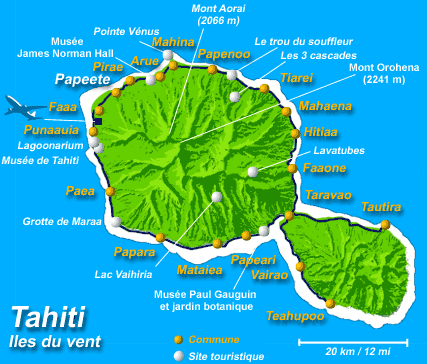 Mont Aorai
(2066 m)
Pointe Vénus
Musée
James Norman Hall
Mahina
Papenoo
Le trou du souffleur
Arue
Les 3 cascades
Pirae
Mont Orohena
(2241 m)
Papeete
Tiarei
Faaa
Mahaena
Punaauia
Hitiaa
Lagoonarium
Lavatubes
Musée de Tahiti
Faaone
Paea
Taravao
Tautira
Grotte de Maraa
Papara
Papeari
Mataiea
Vairao
Lac Vaihiria
Musée Paul Gauguin
et jardin botanique
Teahupoo
Tahiti
Iles du vent
Commune
Site touristique
20 km / 12 mi